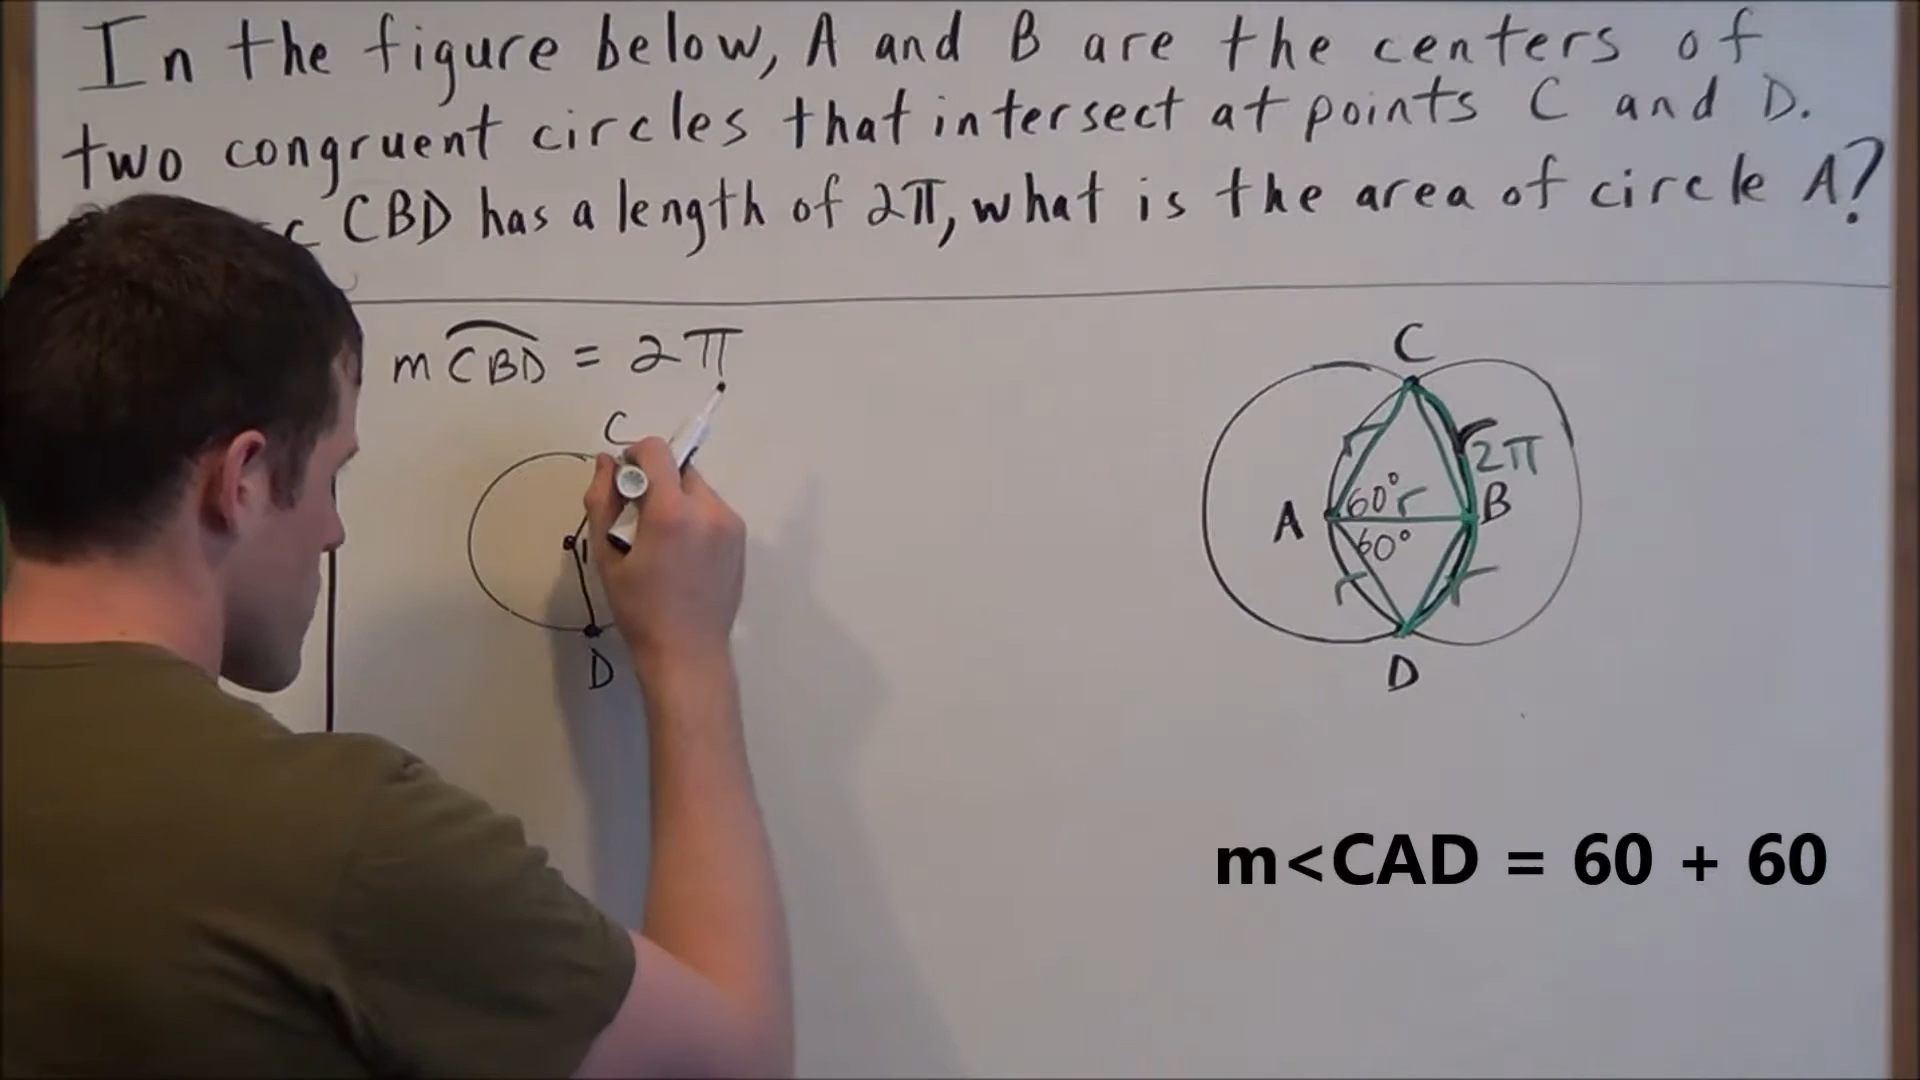 In the figure below, A and B are the centers of
two congruent circles that intersect at points C and D.
c CBD has a length of 2π, what is the area of circle A?
mCBD = 2π
C
D
C
r
r
2π
A
60°
r
B
60°
r
r
D
m<CAD = 60 + 60